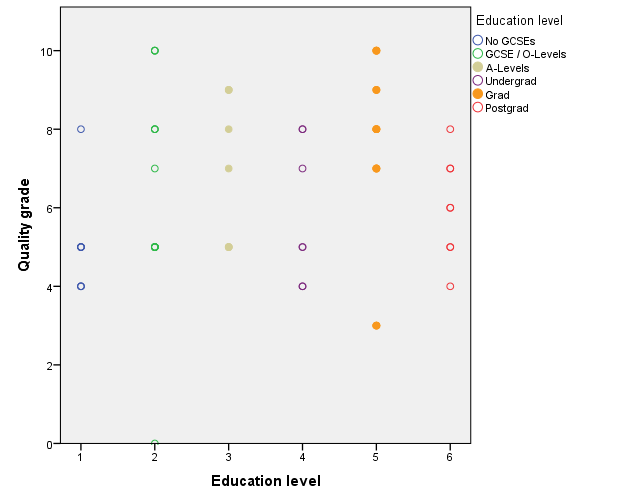 Education level
No GCSEs
GCSE / O-Levels
A-Levels
Undergrad
Grad
Postgrad
Quality grade
10
8
6
4
2
0
1 2 3 4 5 6
Education level